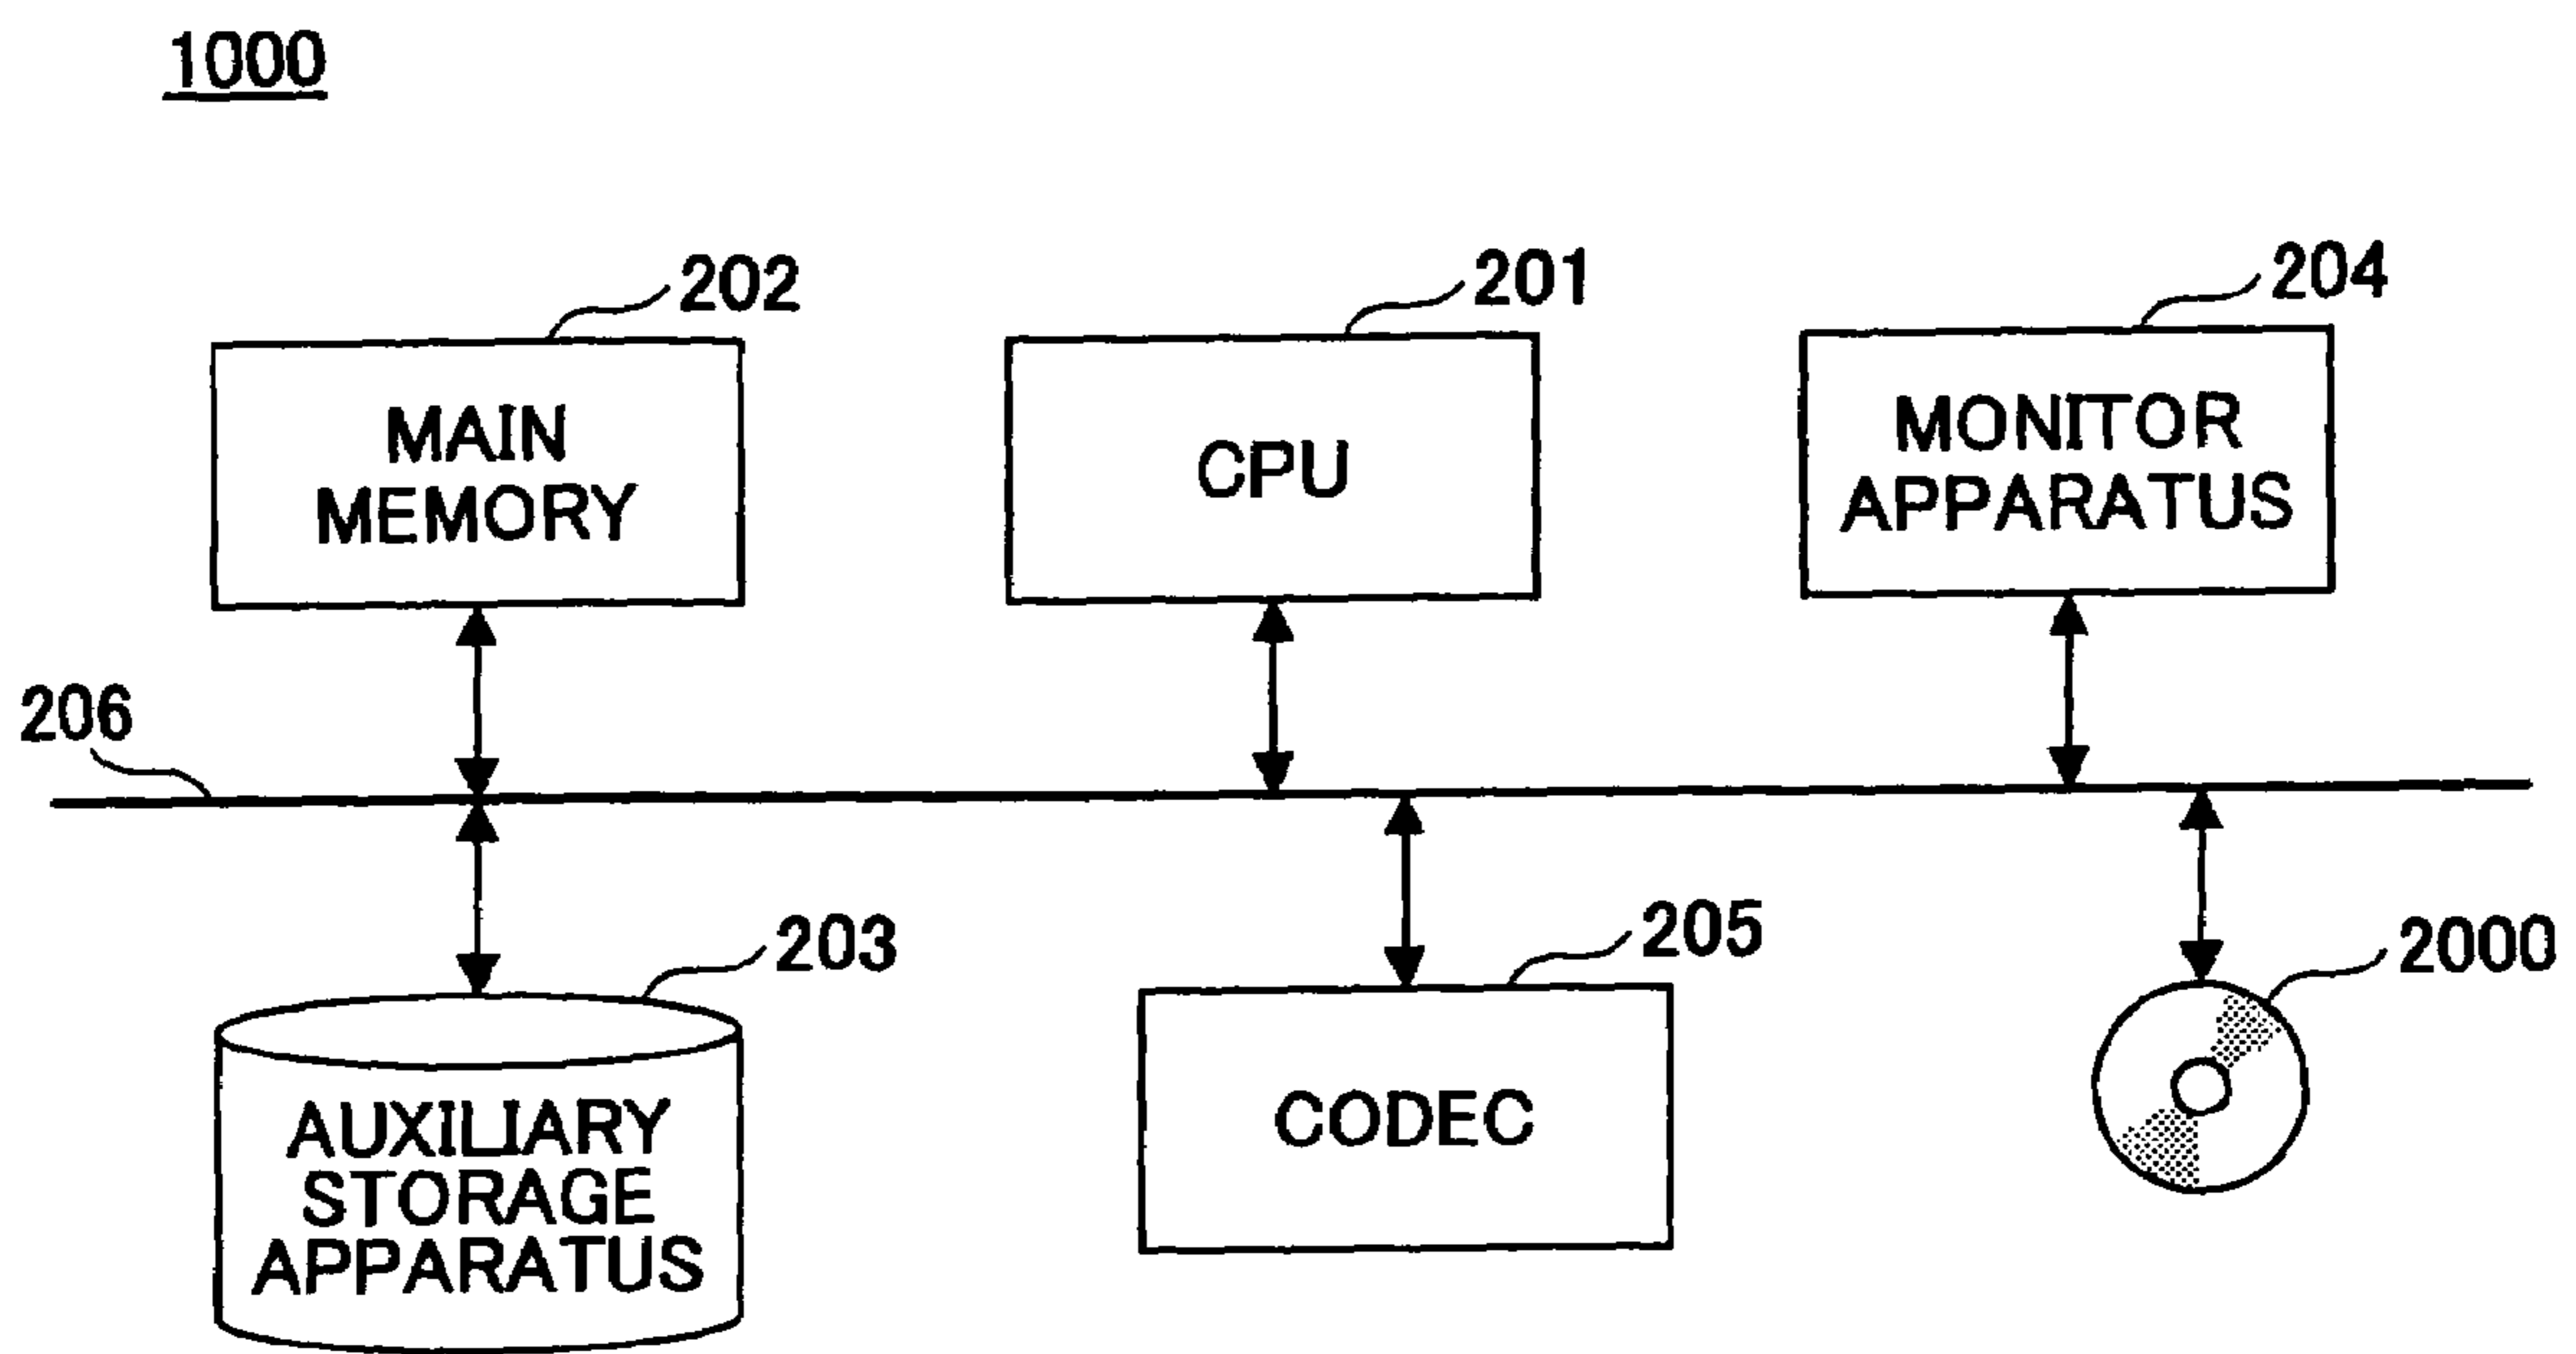 1000
202
201
204
MAIN
MEMORY
CPU
MONITOR
APPARATUS
206
203
205
2000
AUXILIARY
STORAGE
APPARATUS
CODEC